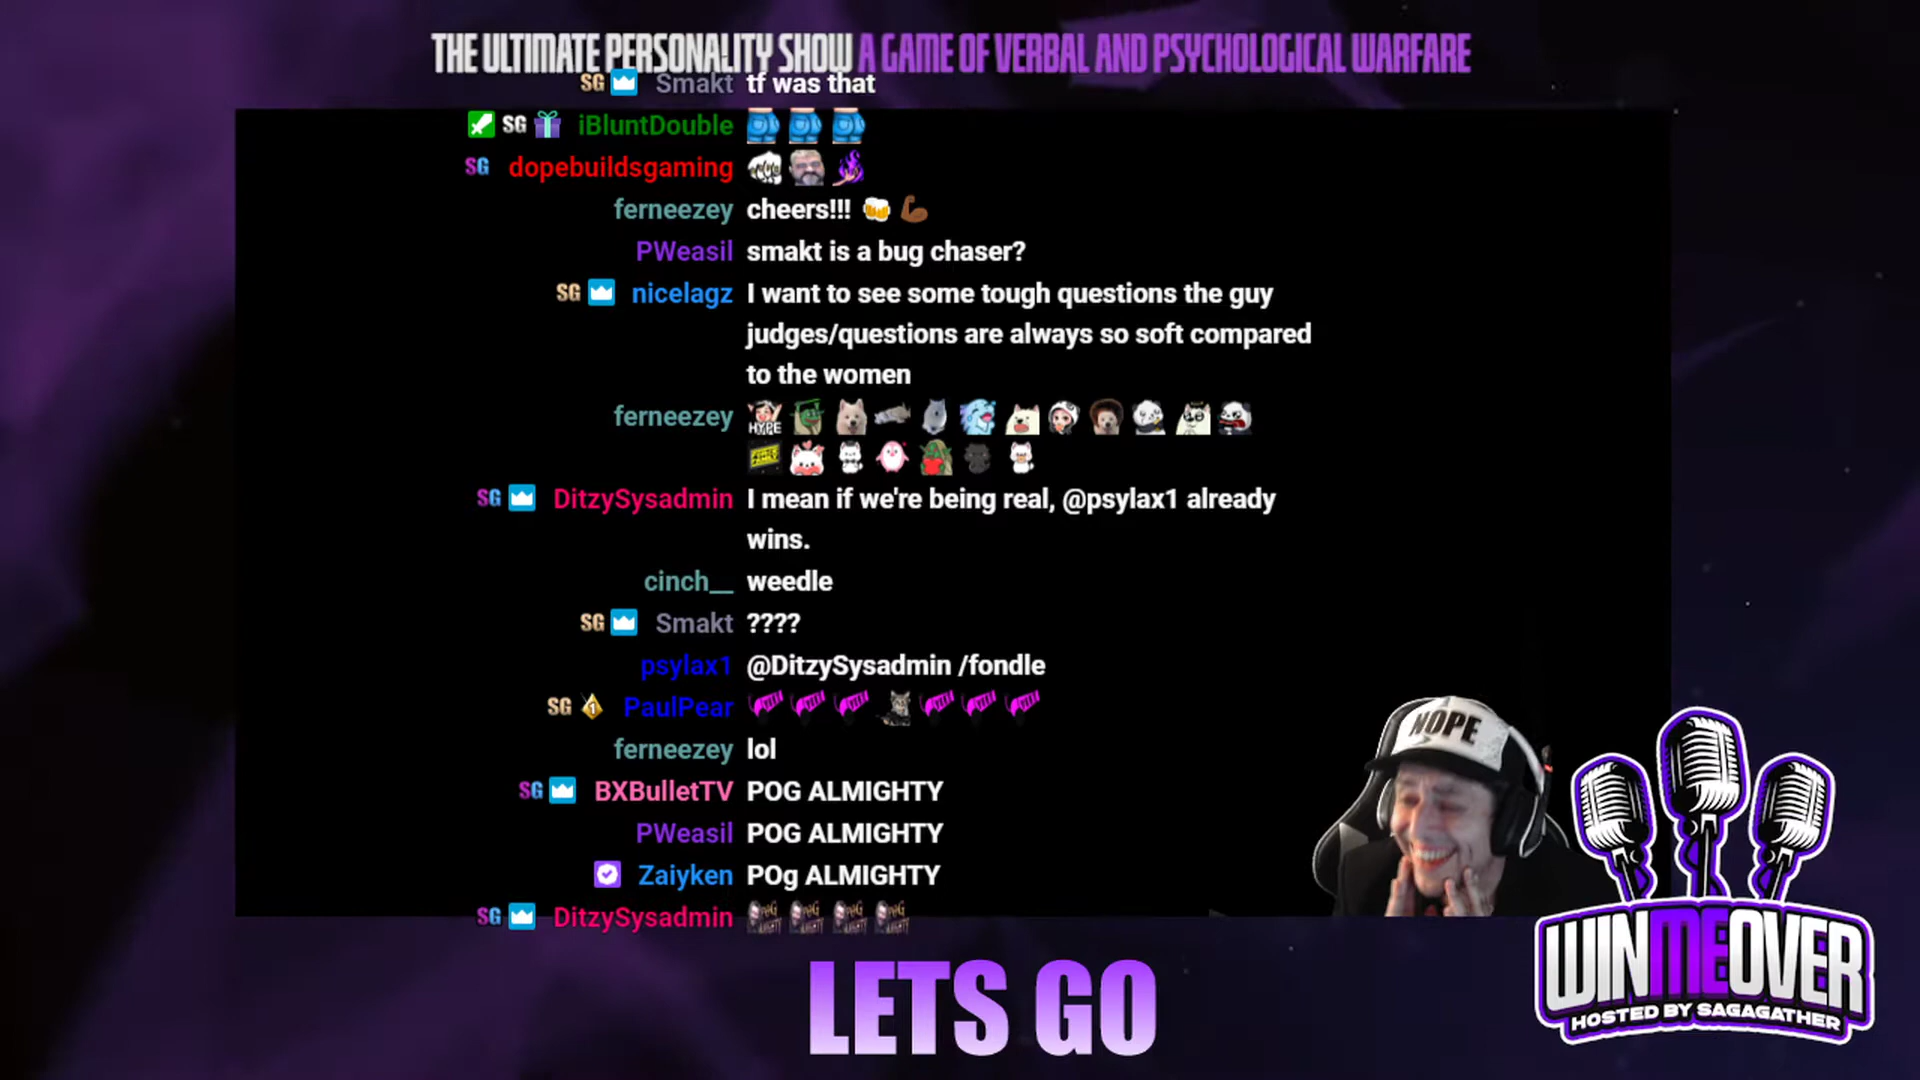 THE ULTIMATE PERSONALITY SHOW A GAME OF VERBAL AND PSYCHOLOGICAL WARFARE
SG Smakt tf was that
SG iBluntDouble
SG dopebuildsgaming
ferneezey cheers!!!
PWeasil smakt is a bug chaser?
SG nicelagz I want to see some tough questions the guy
judges/questions are always so soft compared
to the women
ferneezey HYPE
SG DitzySysadmin I mean if we're being real, @psylax1 already
wins.
cinch__ weedle
SG Smakt ????
psylax1 @DitzySysadmin /fondle
SG 1 PaulPear
ferneezey lol
SG BXBulletTV POG ALMIGHTY
PWeasil POG ALMIGHTY
Zaiyken POg ALMIGHTY
SG DitzySysadmin
NOPE
WINMEOVER
HOSTED BY SAGAGATHER
LETS GO